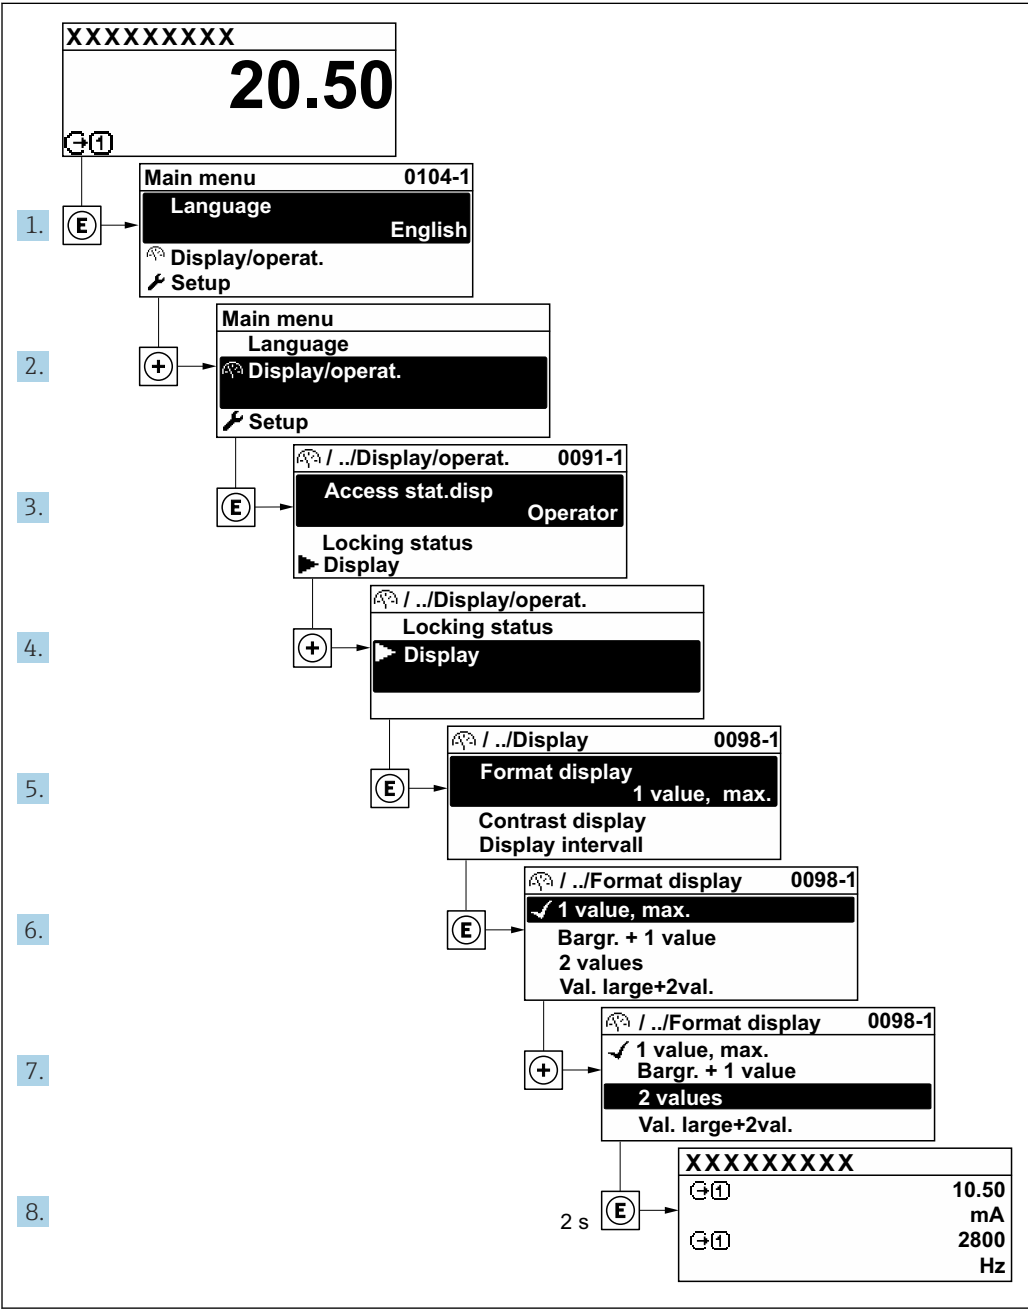 XXXXXXXXX
20.50
1
Main menu 0104-1
Language
English
Display/operat.
Setup
1. E
Main menu
Language
Display/operat.
Setup
2. +
/ ../Display/operat. 0091-1
Access stat.disp
Operator
Locking status
Display
3. E
/ ../Display/operat.
Locking status
Display
4. +
/ ../Display 0098-1
Format display
1 value, max.
Contrast display
Display intervall
5. E
/ ../Format display 0098-1
1 value, max.
Bargr. + 1 value
2 values
Val. large+2val.
6. E
/ ../Format display 0098-1
1 value, max.
Bargr. + 1 value
2 values
Val. large+2val.
7. +
XXXXXXXXX
1 10.50
mA
1 2800
Hz
8. 2 s E